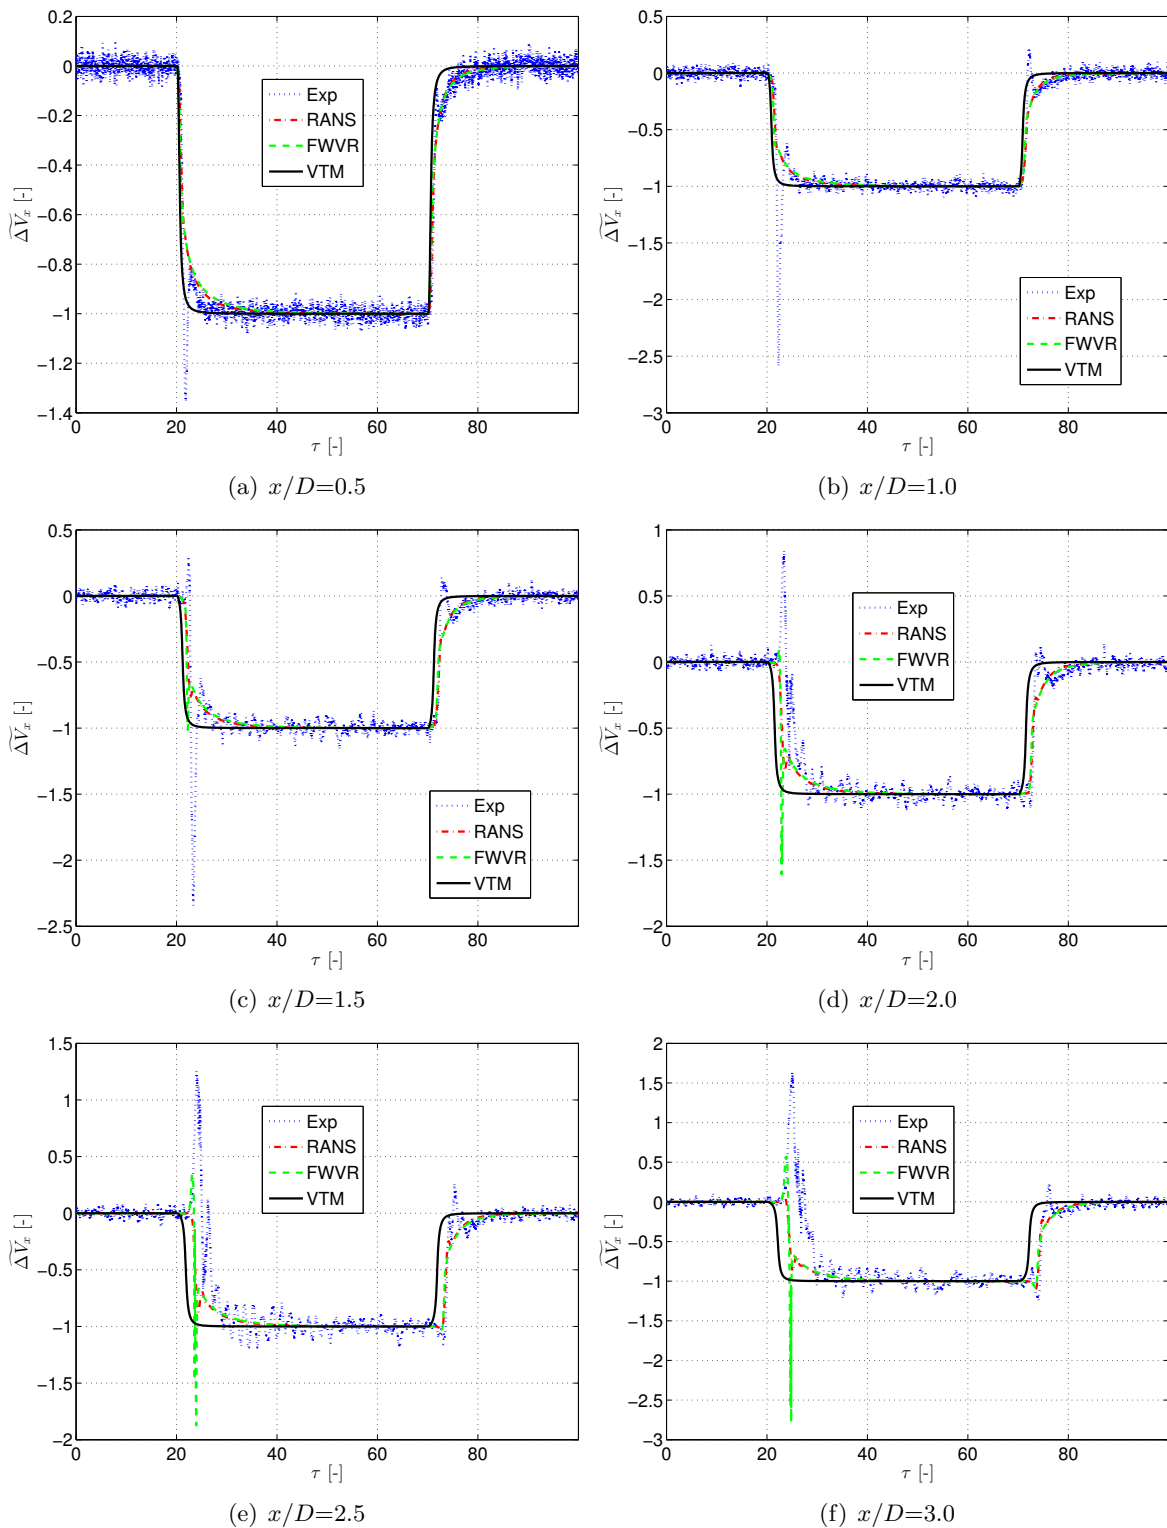 0.2
0
−0.2
−0.4
−0.6
−0.8
−1
−1.2
−1.4
ΔV_x [-]
Exp
RANS
FWVR
VTM
0 20 40 60 80
τ [-]
(a) x/D=0.5
0.5
0
−0.5
−1
−1.5
−2
−2.5
−3
ΔV_x [-]
Exp
RANS
FWVR
VTM
0 20 40 60 80
τ [-]
(b) x/D=1.0
0.5
0
−0.5
−1
−1.5
−2
−2.5
ΔV_x [-]
Exp
RANS
FWVR
VTM
0 20 40 60 80
τ [-]
(c) x/D=1.5
1
0.5
0
−0.5
−1
−1.5
−2
ΔV_x [-]
Exp
RANS
FWVR
VTM
0 20 40 60 80
τ [-]
(d) x/D=2.0
1.5
1
0.5
0
−0.5
−1
−1.5
−2
ΔV_x [-]
Exp
RANS
FWVR
VTM
0 20 40 60 80
τ [-]
(e) x/D=2.5
2
1.5
1
0.5
0
−0.5
−1
−1.5
−2
−2.5
−3
ΔV_x [-]
Exp
RANS
FWVR
VTM
0 20 40 60 80
τ [-]
(f) x/D=3.0